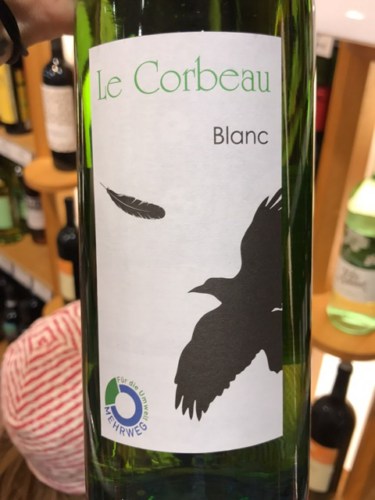 Le Corbeau
Blanc
Für die Umwelt
MEHRWEG